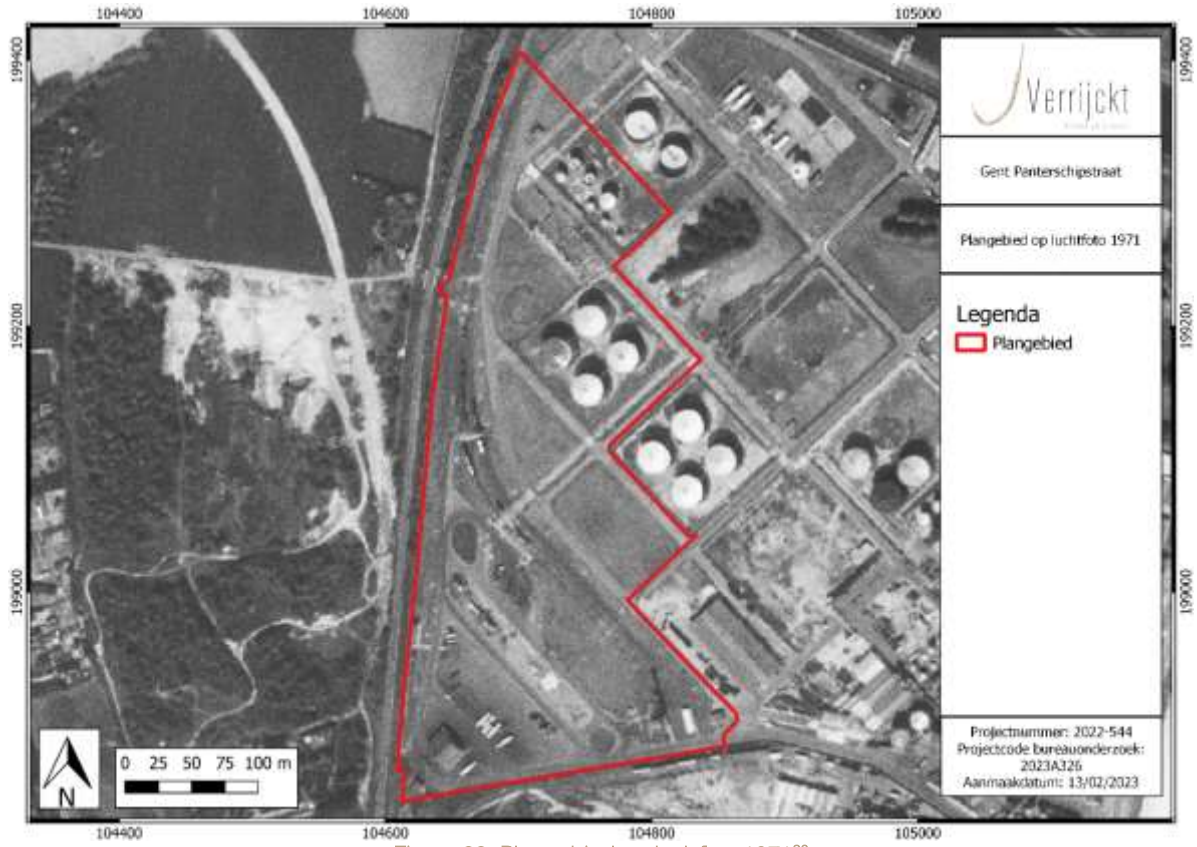 104400 104600 104800 105000
199400 199400
Verrijckt
Gent Panterschipstraat
Plangebied op luchtfoto 1971
Legenda
Plangebied
199200 199200
199000 199000
Projectnummer: 2022-544
Projectcode bureauonderzoek:
2023A326
Aanmaakdatum: 13/02/2023
0 25 50 75 100 m
N
104400 104600 104800 105000